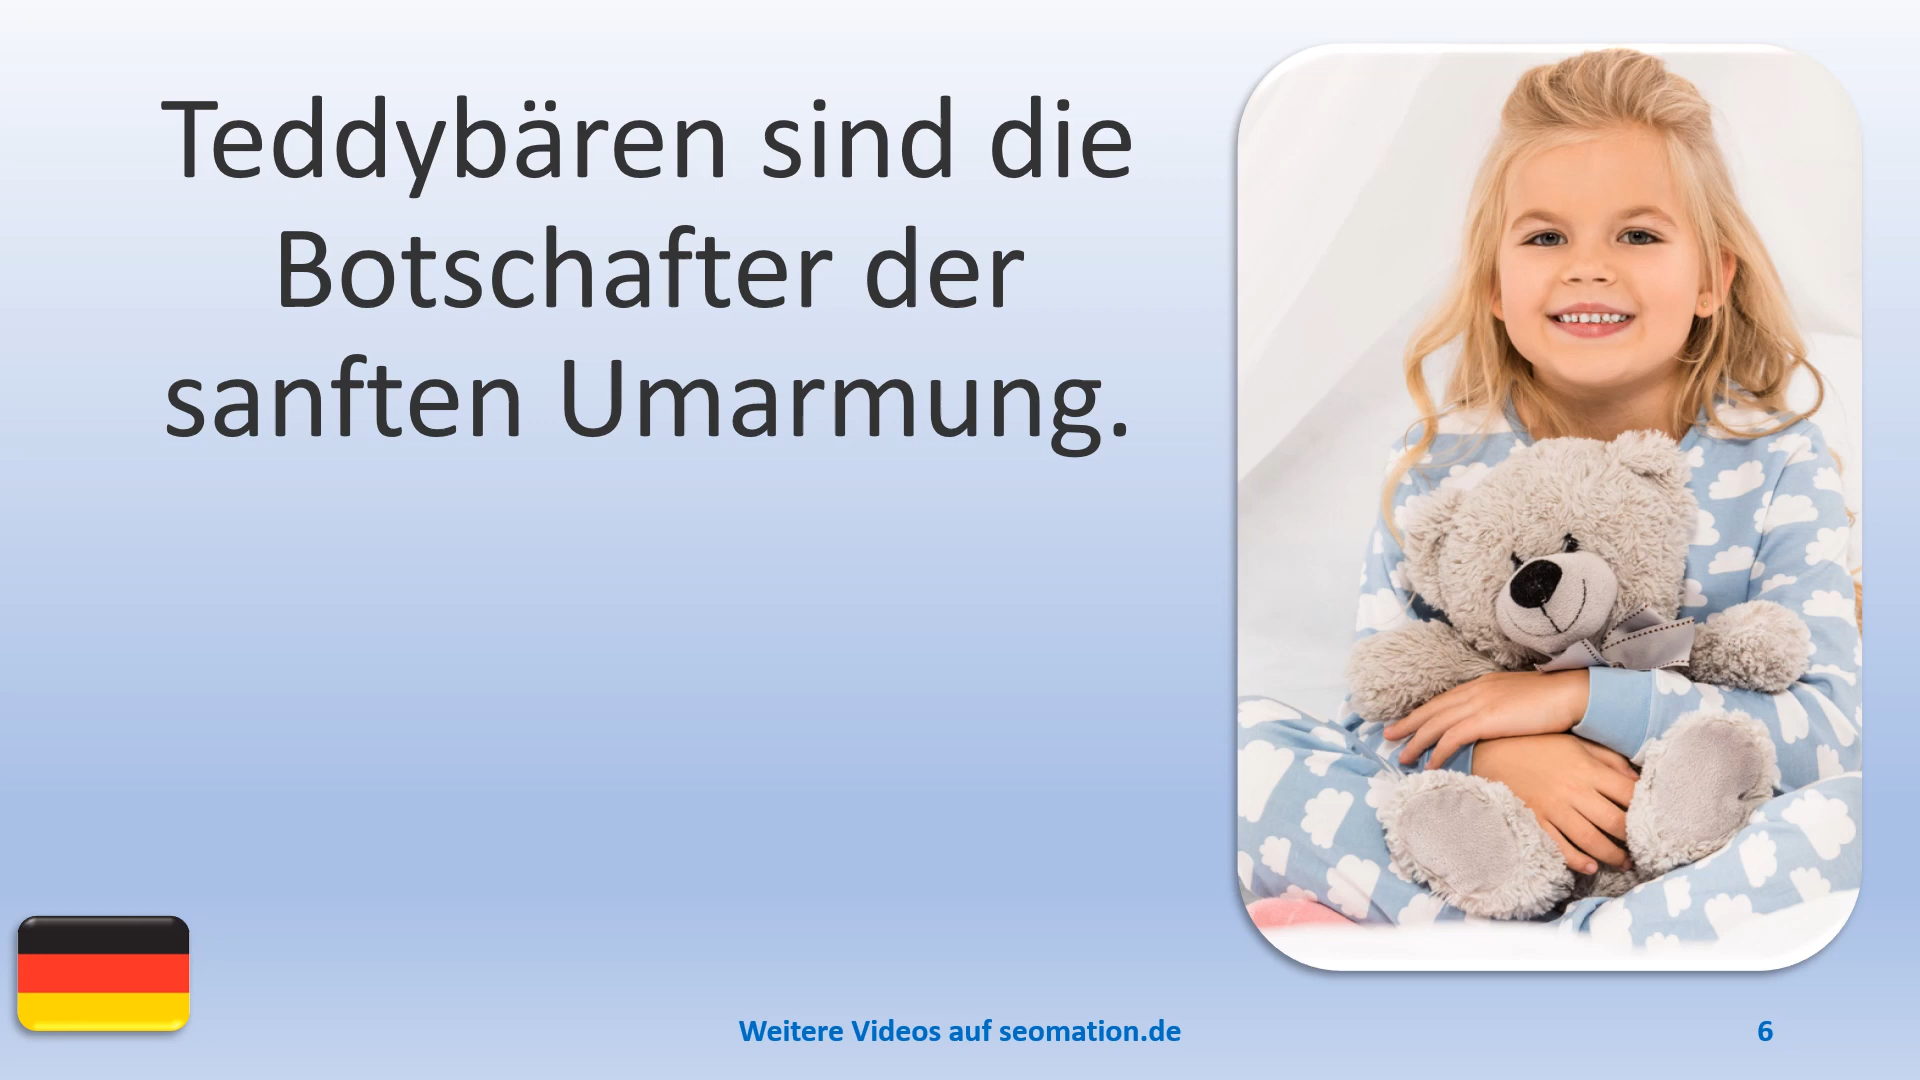 Teddybären sind die
Botschafter der
sanften Umarmung.
Weitere Videos auf seomation.de
6